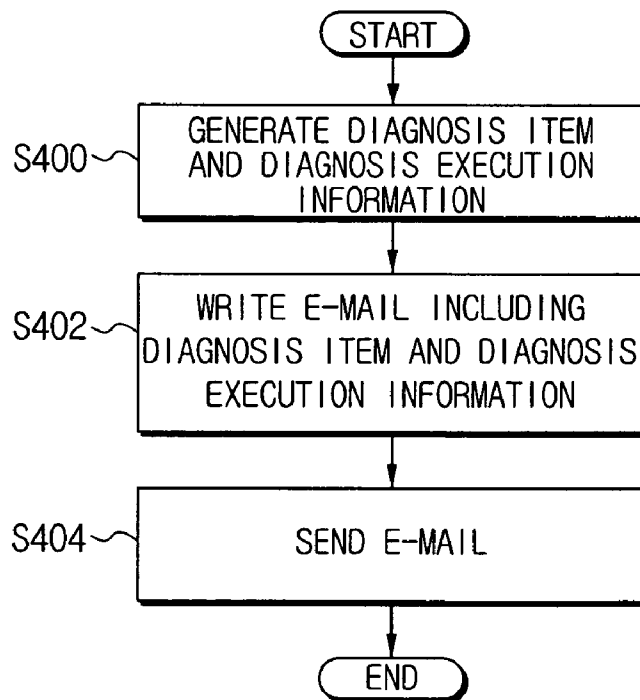 START
S400
GENERATE DIAGNOSIS ITEM
AND DIAGNOSIS EXECUTION
INFORMATION
S402
WRITE E-MAIL INCLUDING
DIAGNOSIS ITEM AND DIAGNOSIS
EXECUTION INFORMATION
S404
SEND E-MAIL
END